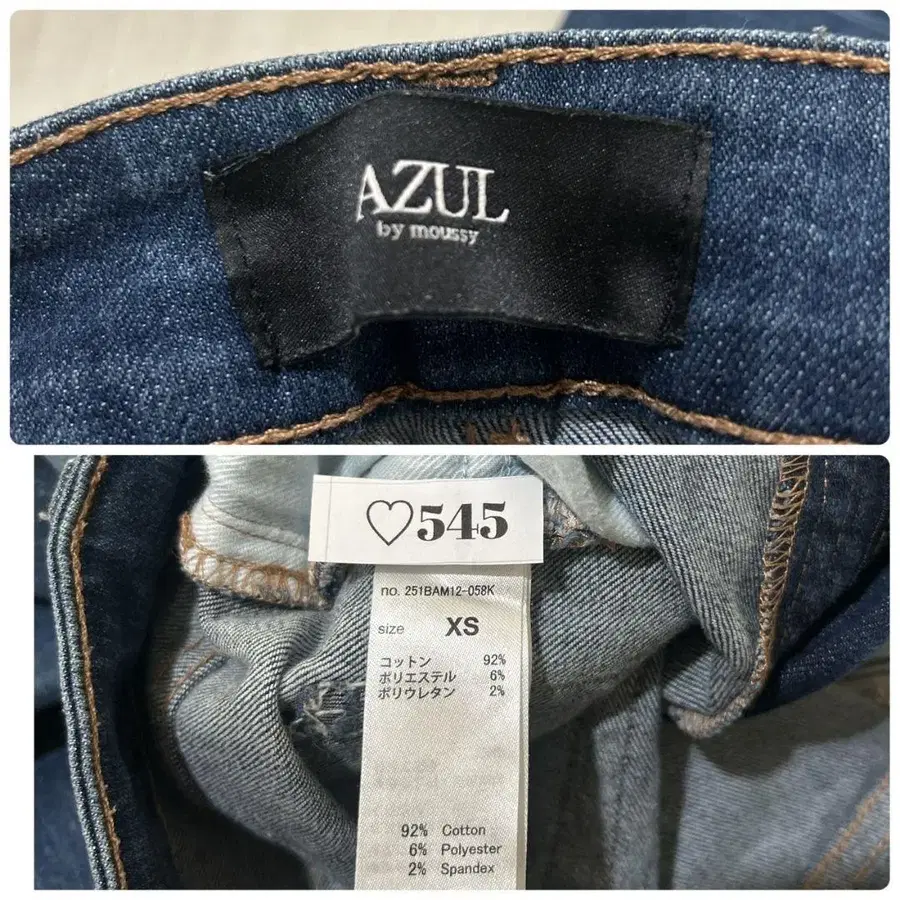 AZUL
by moussy
♡545
no. 251BAM12-058K
size XS
コットン 92%
ポリエステル 6%
ポリウレタン 2%
92% Cotton
6% Polyester
2% Spandex